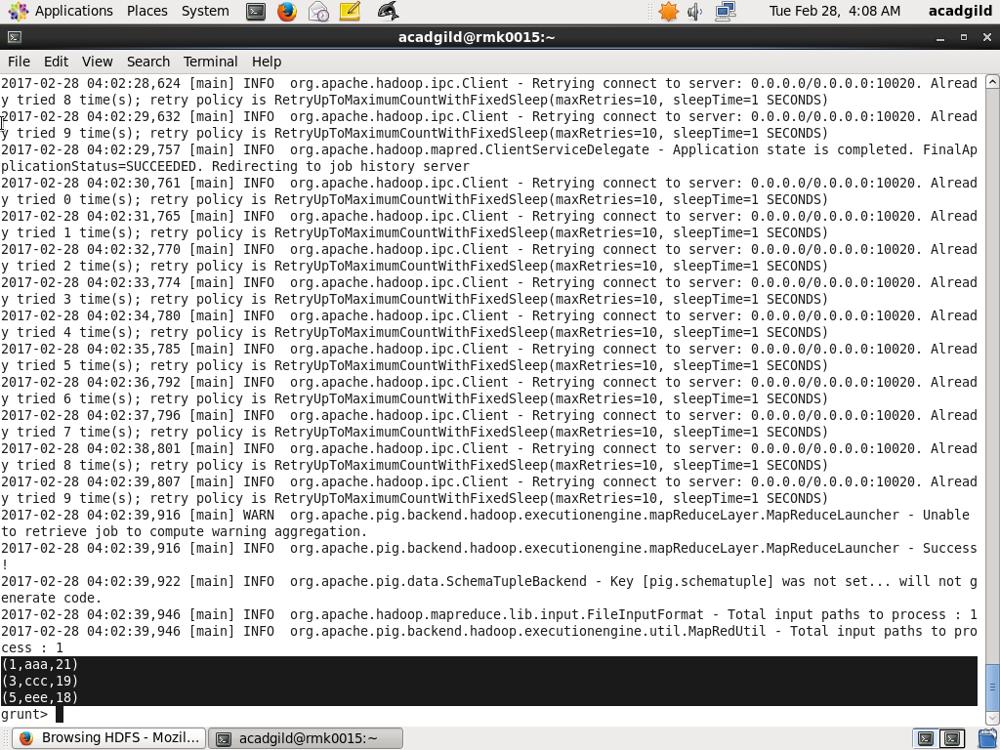 Applications Places System Tue Feb 28, 4:08 AM acadgild
acadgild@rmk0015:~
File Edit View Search Terminal Help
2017-02-28 04:02:28,624 [main] INFO  org.apache.hadoop.ipc.Client - Retrying connect to server: 0.0.0.0/0.0.0.0:10020. Alread
y tried 8 time(s); retry policy is RetryUpToMaximumCountWithFixedSleep(maxRetries=10, sleepTime=1 SECONDS)
2017-02-28 04:02:29,632 [main] INFO  org.apache.hadoop.ipc.Client - Retrying connect to server: 0.0.0.0/0.0.0.0:10020. Alread
y tried 9 time(s); retry policy is RetryUpToMaximumCountWithFixedSleep(maxRetries=10, sleepTime=1 SECONDS)
2017-02-28 04:02:29,757 [main] INFO  org.apache.hadoop.mapred.ClientServiceDelegate - Application state is completed. FinalAp
plicationStatus=SUCCEEDED. Redirecting to job history server
2017-02-28 04:02:30,761 [main] INFO  org.apache.hadoop.ipc.Client - Retrying connect to server: 0.0.0.0/0.0.0.0:10020. Alread
y tried 0 time(s); retry policy is RetryUpToMaximumCountWithFixedSleep(maxRetries=10, sleepTime=1 SECONDS)
2017-02-28 04:02:31,765 [main] INFO  org.apache.hadoop.ipc.Client - Retrying connect to server: 0.0.0.0/0.0.0.0:10020. Alread
y tried 1 time(s); retry policy is RetryUpToMaximumCountWithFixedSleep(maxRetries=10, sleepTime=1 SECONDS)
2017-02-28 04:02:32,770 [main] INFO  org.apache.hadoop.ipc.Client - Retrying connect to server: 0.0.0.0/0.0.0.0:10020. Alread
y tried 2 time(s); retry policy is RetryUpToMaximumCountWithFixedSleep(maxRetries=10, sleepTime=1 SECONDS)
2017-02-28 04:02:33,774 [main] INFO  org.apache.hadoop.ipc.Client - Retrying connect to server: 0.0.0.0/0.0.0.0:10020. Alread
y tried 3 time(s); retry policy is RetryUpToMaximumCountWithFixedSleep(maxRetries=10, sleepTime=1 SECONDS)
2017-02-28 04:02:34,780 [main] INFO  org.apache.hadoop.ipc.Client - Retrying connect to server: 0.0.0.0/0.0.0.0:10020. Alread
y tried 4 time(s); retry policy is RetryUpToMaximumCountWithFixedSleep(maxRetries=10, sleepTime=1 SECONDS)
2017-02-28 04:02:35,785 [main] INFO  org.apache.hadoop.ipc.Client - Retrying connect to server: 0.0.0.0/0.0.0.0:10020. Alread
y tried 5 time(s); retry policy is RetryUpToMaximumCountWithFixedSleep(maxRetries=10, sleepTime=1 SECONDS)
2017-02-28 04:02:36,792 [main] INFO  org.apache.hadoop.ipc.Client - Retrying connect to server: 0.0.0.0/0.0.0.0:10020. Alread
y tried 6 time(s); retry policy is RetryUpToMaximumCountWithFixedSleep(maxRetries=10, sleepTime=1 SECONDS)
2017-02-28 04:02:37,796 [main] INFO  org.apache.hadoop.ipc.Client - Retrying connect to server: 0.0.0.0/0.0.0.0:10020. Alread
y tried 7 time(s); retry policy is RetryUpToMaximumCountWithFixedSleep(maxRetries=10, sleepTime=1 SECONDS)
2017-02-28 04:02:38,801 [main] INFO  org.apache.hadoop.ipc.Client - Retrying connect to server: 0.0.0.0/0.0.0.0:10020. Alread
y tried 8 time(s); retry policy is RetryUpToMaximumCountWithFixedSleep(maxRetries=10, sleepTime=1 SECONDS)
2017-02-28 04:02:39,807 [main] INFO  org.apache.hadoop.ipc.Client - Retrying connect to server: 0.0.0.0/0.0.0.0:10020. Alread
y tried 9 time(s); retry policy is RetryUpToMaximumCountWithFixedSleep(maxRetries=10, sleepTime=1 SECONDS)
2017-02-28 04:02:39,916 [main] WARN  org.apache.pig.backend.hadoop.executionengine.mapReduceLayer.MapReduceLauncher - Unable
to retrieve job to compute warning aggregation.
2017-02-28 04:02:39,916 [main] INFO  org.apache.pig.backend.hadoop.executionengine.mapReduceLayer.MapReduceLauncher - Success
!
2017-02-28 04:02:39,922 [main] INFO  org.apache.pig.data.SchemaTupleBackend - Key [pig.schematuple] was not set... will not g
enerate code.
2017-02-28 04:02:39,946 [main] INFO  org.apache.hadoop.mapreduce.lib.input.FileInputFormat - Total input paths to process : 1
2017-02-28 04:02:39,946 [main] INFO  org.apache.pig.backend.hadoop.executionengine.util.MapRedUtil - Total input paths to pro
cess : 1
(1,aaa,21)
(3,ccc,19)
(5,eee,18)
grunt>
Browsing HDFS - Mozil... acadgild@rmk0015:~